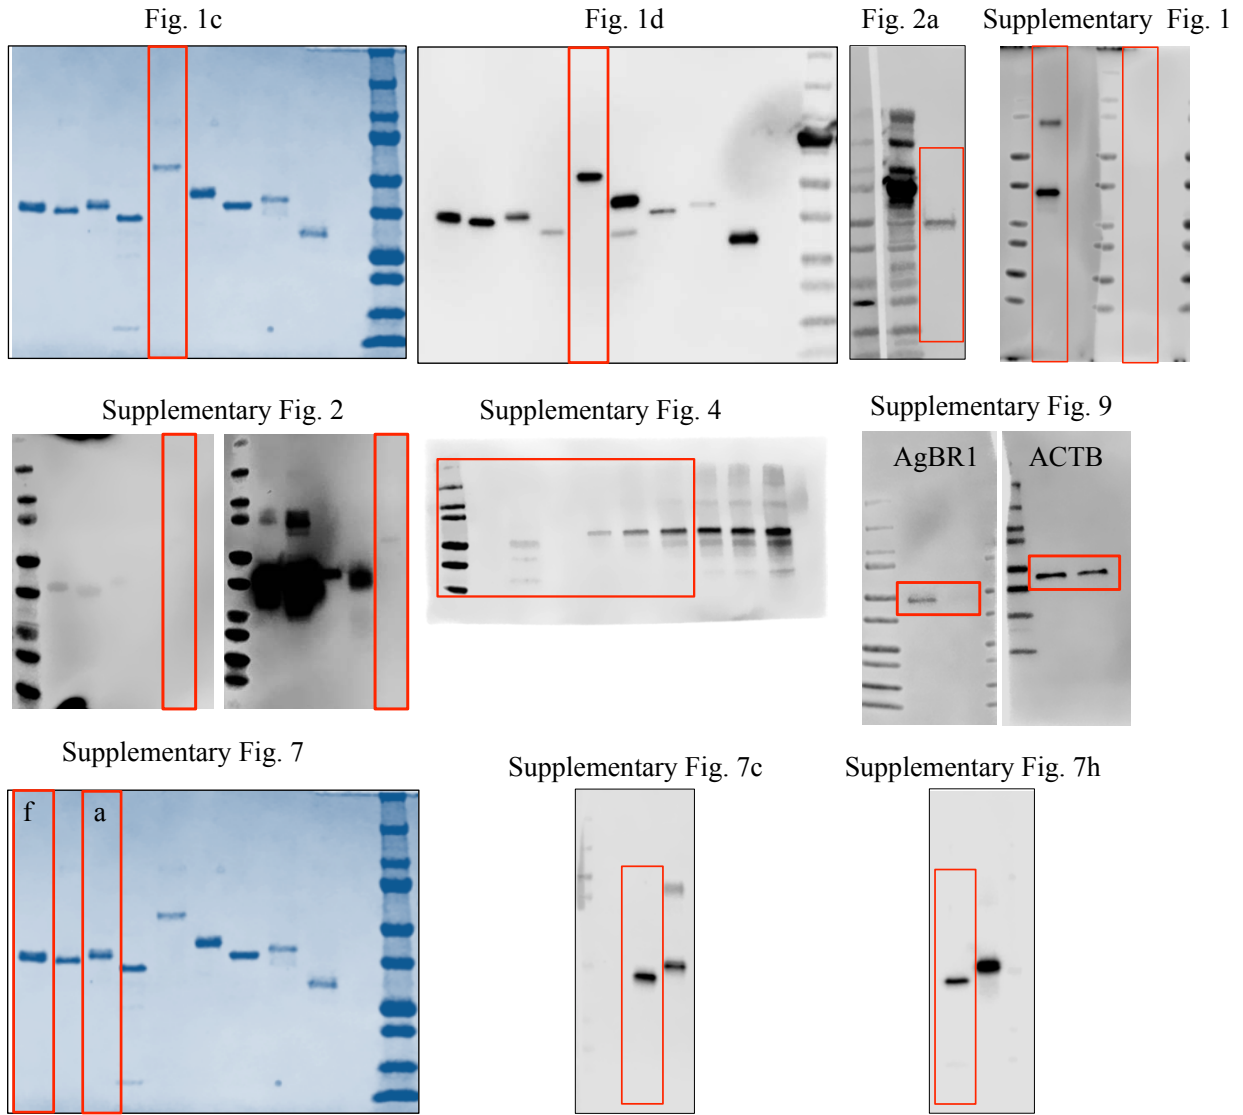 Fig. 1c
Fig. 1d
Fig. 2a
Supplementary Fig. 1
Supplementary Fig. 2
Supplementary Fig. 4
Supplementary Fig. 9
AgBR1
ACTB
Supplementary Fig. 7
Supplementary Fig. 7c
Supplementary Fig. 7h
f
a